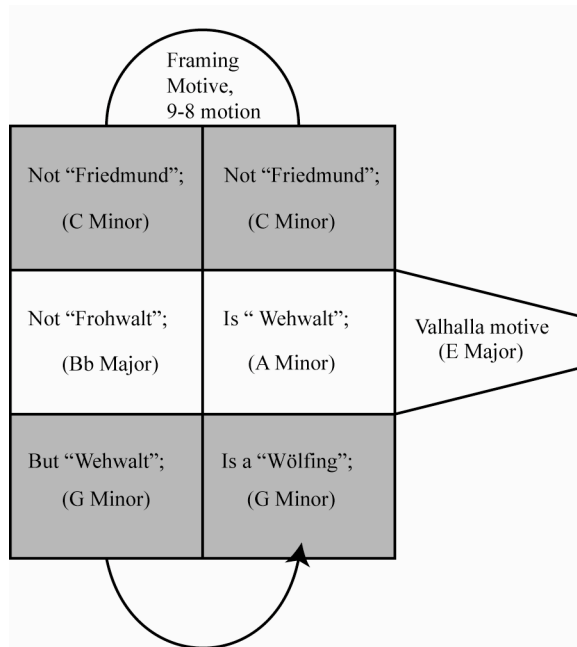 Framing
Motive,
9-8 motion
Not “Friedmund”;
(C Minor)
Not “Friedmund”;
(C Minor)
Not “Frohwalt”;
(Bb Major)
Is “ Wehwalt”;
(A Minor)
Valhalla motive
(E Major)
But “Wehwalt”;
(G Minor)
Is a “Wölfing”;
(G Minor)